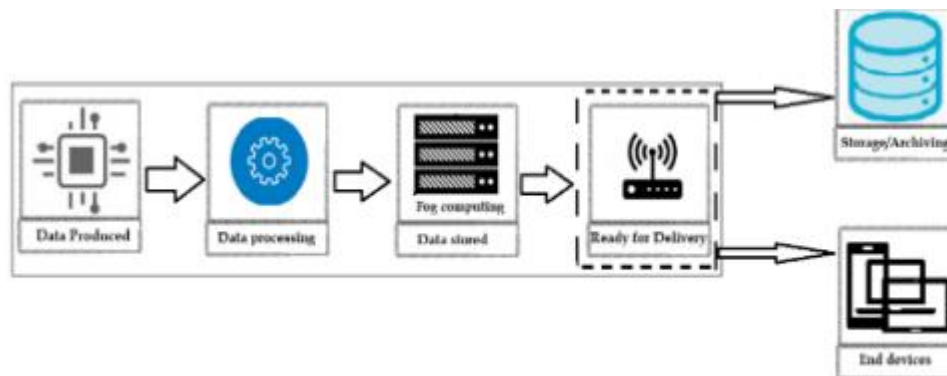 Data Produced
Data processing
Fog computing
Data stored
Ready for Delivery
Storage/Archiving
End devices